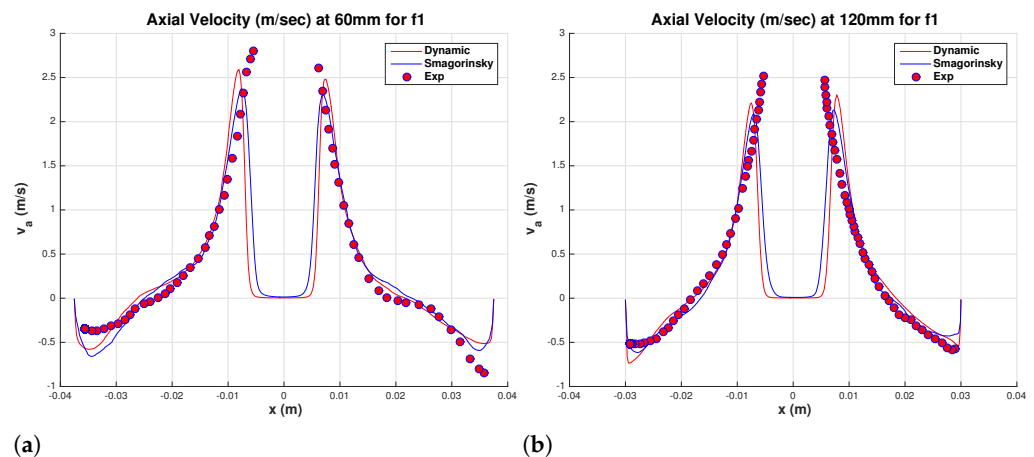 Axial Velocity (m/sec) at 60mm for f1
3
2.5
2
1.5
1
0.5
0
-0.5
-1
v_a (m/s)
-0.04 -0.03 -0.02 -0.01 0 0.01 0.02 0.03 0.04
x (m)
Dynamic
Smagorinsky
Exp
(a)
Axial Velocity (m/sec) at 120mm for f1
3
2.5
2
1.5
1
0.5
0
-0.5
-1
v_a (m/s)
-0.04 -0.03 -0.02 -0.01 0 0.01 0.02 0.03 0.04
x (m)
Dynamic
Smagorinsky
Exp
(b)